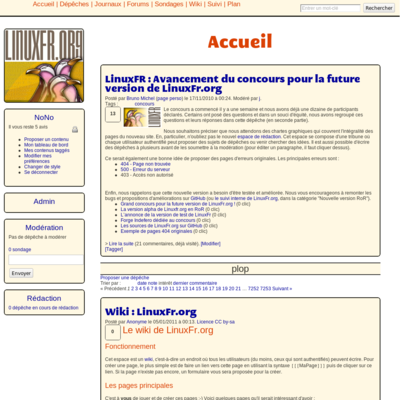 Accueil | Dépêches | Journaux | Forums | Sondages | Wiki | Suivi | Plan
Rechercher
LINUXFR.ORG
Accueil
NoNo
Il vous reste 5 avis
Proposer un contenu
Mon tableau de bord
Mes contenus taggés
Modifier mes préférences
Changer de style
Se déconnecter
Admin
Modération
Pas de dépêche à modérer
0 sondage
Envoyer
Rédaction
0 dépêche en cours de rédaction
LinuxFR : Avancement du concours pour la future version de LinuxFr.org
Posté par Bruno Michel (page perso) le 17/11/2010 à 00:24. Modéré par j.
Tags : concours
13
Le concours a commencé il y a une semaine et nous avons déjà une dizaine de participants
déclarés. Certains ont posé des questions et dans un souci d'équité, nous avons regroupé ces
questions et leurs réponses dans cette dépêche (en seconde partie).
Nous souhaitons préciser que nous attendons des chartes graphiques qui couvrent l'intégralité des
pages du nouveau site. En particulier, n'oubliez pas le nouvel espace de rédaction. C'est un espace sur forme de tribune où
chaque utilisateur authentifié peut proposer des sujets de dépêches ou venir chercher des idées. Il est aussi possible d'écrire
des dépêches à plusieurs avant de les soumettre à la modération (pour éditer un paragraphe, il faut cliquer dessus).
Ce serait également une bonne idée de proposer des pages d'erreurs originales. Les principales erreurs sont :
404 - Page non trouvée
500 - Erreur du serveur
403 - Accès non autorisé
Enfin, nous rappelons que cette nouvelle version a besoin d'être testée et améliorée. Nous vous encourageons à remonter les
bugs et propositions d'améliorations sur GitHub (ou le suivi interne de LinuxFr.org, dans la catégorie "Nouvelle version RoR").
Grand concours pour la future version de LinuxFr.org ! (0 clic)
La version alpha de Linuxfr.org en RoR (0 clic)
L'annonce de la version de test de LinuxFr (0 clic)
Forge Indefero dédiée au concours (0 clic)
Les sources de LinuxFr.org sur GitHub (0 clic)
Exemple de pages 404 originales (0 clic)
> Lire la suite (21 commentaires, déjà visité). [Modifier]
[Tagger]
plop
Proposer une dépêche
Trier par : date note intérêt dernier commentaire
« Précédent 1 2 3 4 5 6 7 8 9 10 11 12 13 14 15 16 17 18 19 20 21 … 7252 7253 Suivant »
Wiki : LinuxFr.org
Posté par Anonyme le 05/01/2011 à 00:13. Licence CC by-sa
0
Le wiki de LinuxFr.org
Fonctionnement
Cet espace est un wiki, c'est-à-dire un endroit où tous les utilisateurs (du moins, ceux qui sont authentifiés) peuvent écrire. Pour
créer une page, le plus simple est de faire un lien vers cette page en utilisant la syntaxe [[[MaPage]]] puis de cliquer sur ce
lien. Si la page n'existe pas encore, un formulaire vous sera proposée pour la créer.
Les pages principales
C'est à vous de jouer et de créer ces pages :-) Voici quelques pages qu'il serait intéressant d'avoir :